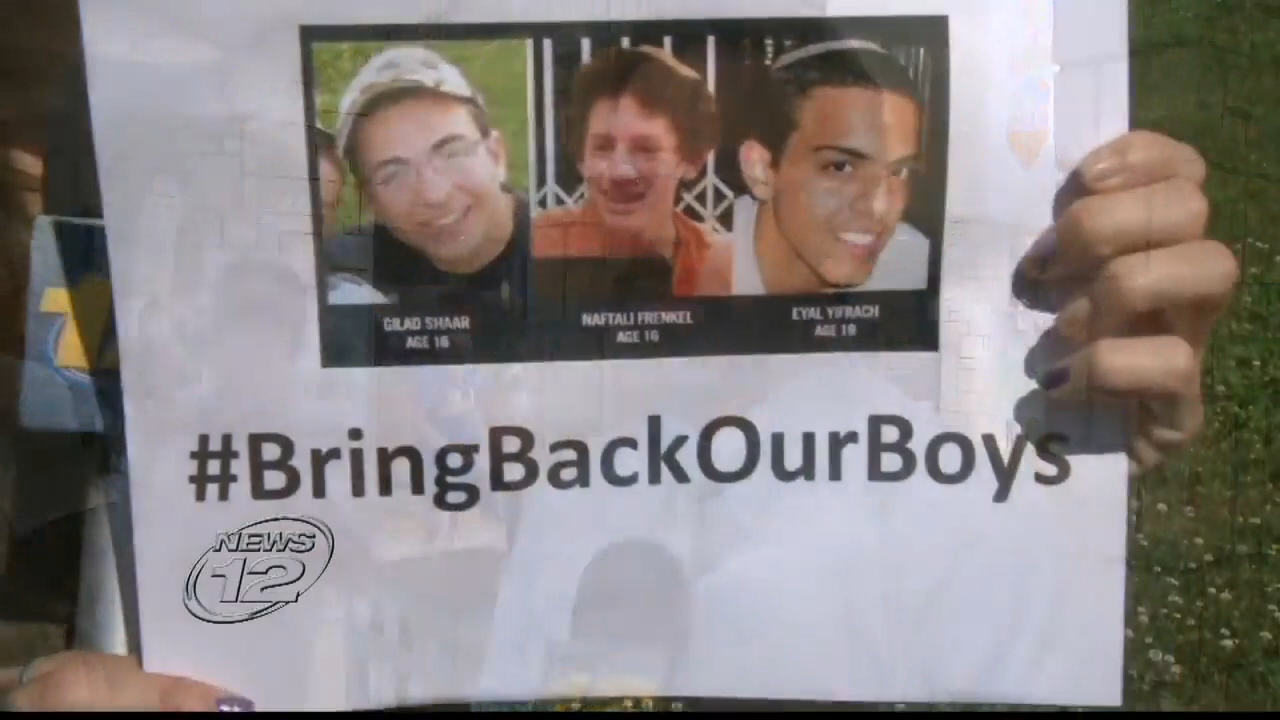 GILAD SHAAR
AGE 16
NAFTALI FRENKEL
AGE 16
EYAL YIFRACH
AGE 19
#BringBackOurBoys
NEWS
12